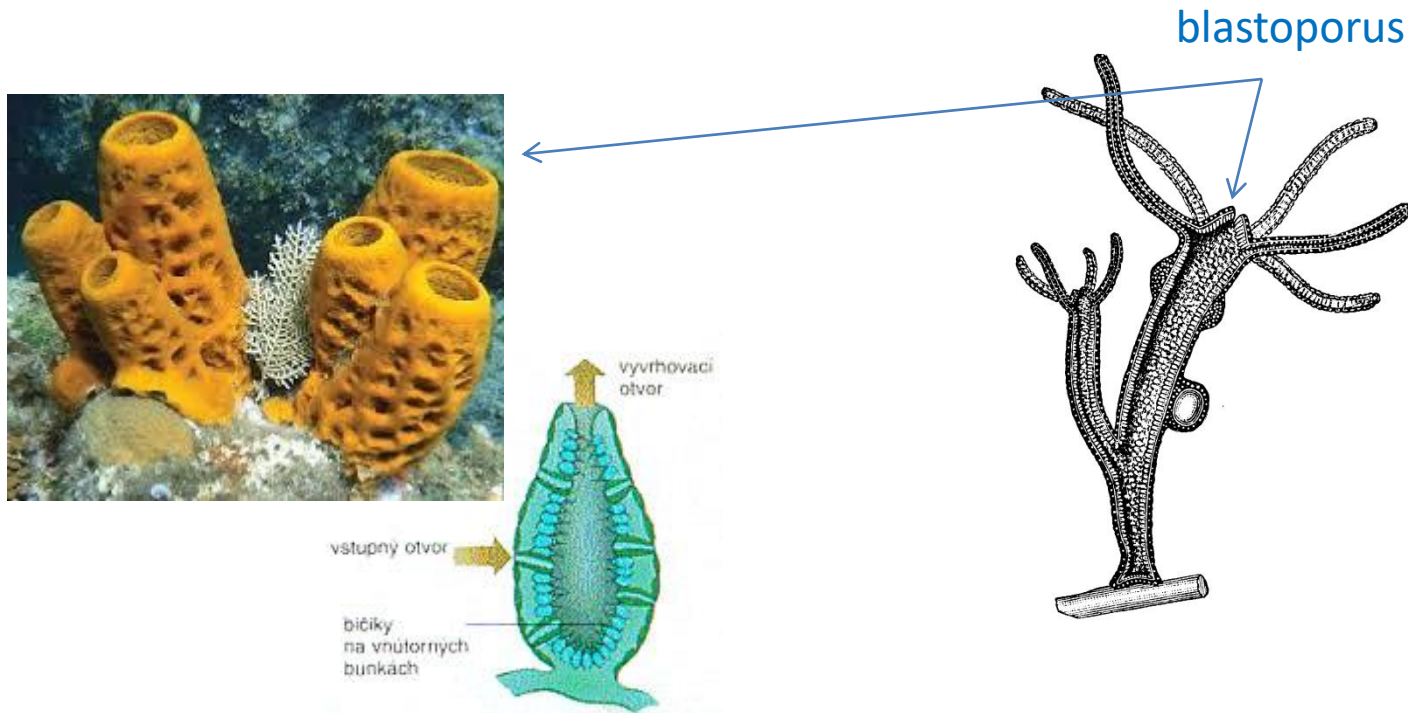 blastoporus
vyvrhovací
otvor
vstupný otvor
bičíky
na vnútorných
bunkách